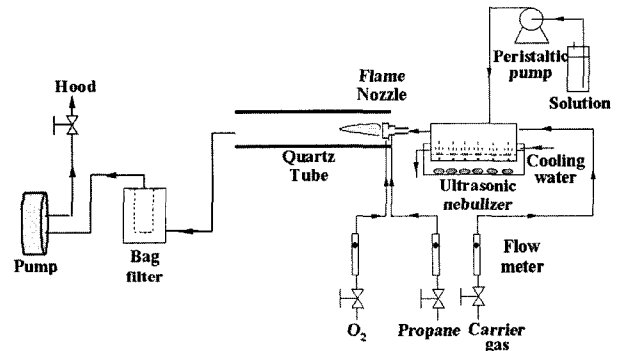 Hood
Flame
Nozzle
Peristaltic
pump
Solution
Quartz
Tube
Cooling
water
Ultrasonic
nebulizer
Pump
Bag
filter
Flow
meter
O2
Propane
Carrier
gas